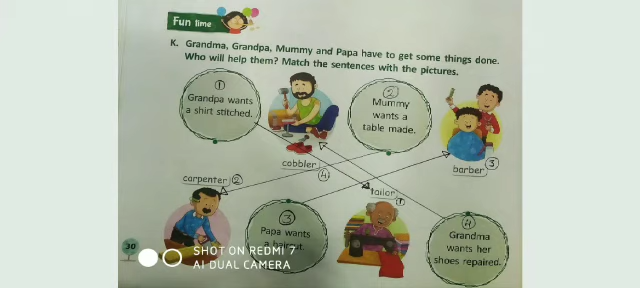 Fun time
K. Grandma, Grandpa, Mummy and Papa have to get some things done.
Who will help them? Match the sentences with the pictures.
①
Grandpa wants
a shirt stitched.
②
Mummy
wants a
table made.
cobbler
④
barber ③
carpenter ②
tailor
①
③
Papa wants
a haircut.
④
Grandma
wants her
shoes repaired.
30
SHOT ON REDMI 7
AI DUAL CAMERA